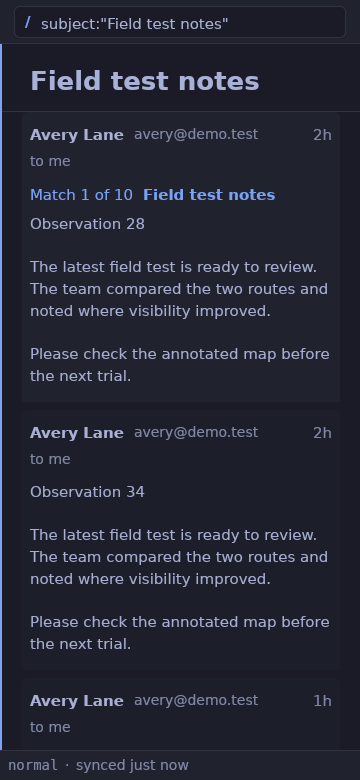 / subject:"Field test notes"
Field test notes
Avery Lane avery@demo.test 2h
to me
Match 1 of 10 Field test notes
Observation 28
The latest field test is ready to review.
The team compared the two routes and
noted where visibility improved.
Please check the annotated map before
the next trial.
Avery Lane avery@demo.test 2h
to me
Observation 34
The latest field test is ready to review.
The team compared the two routes and
noted where visibility improved.
Please check the annotated map before
the next trial.
Avery Lane avery@demo.test 1h
to me
normal · synced just now